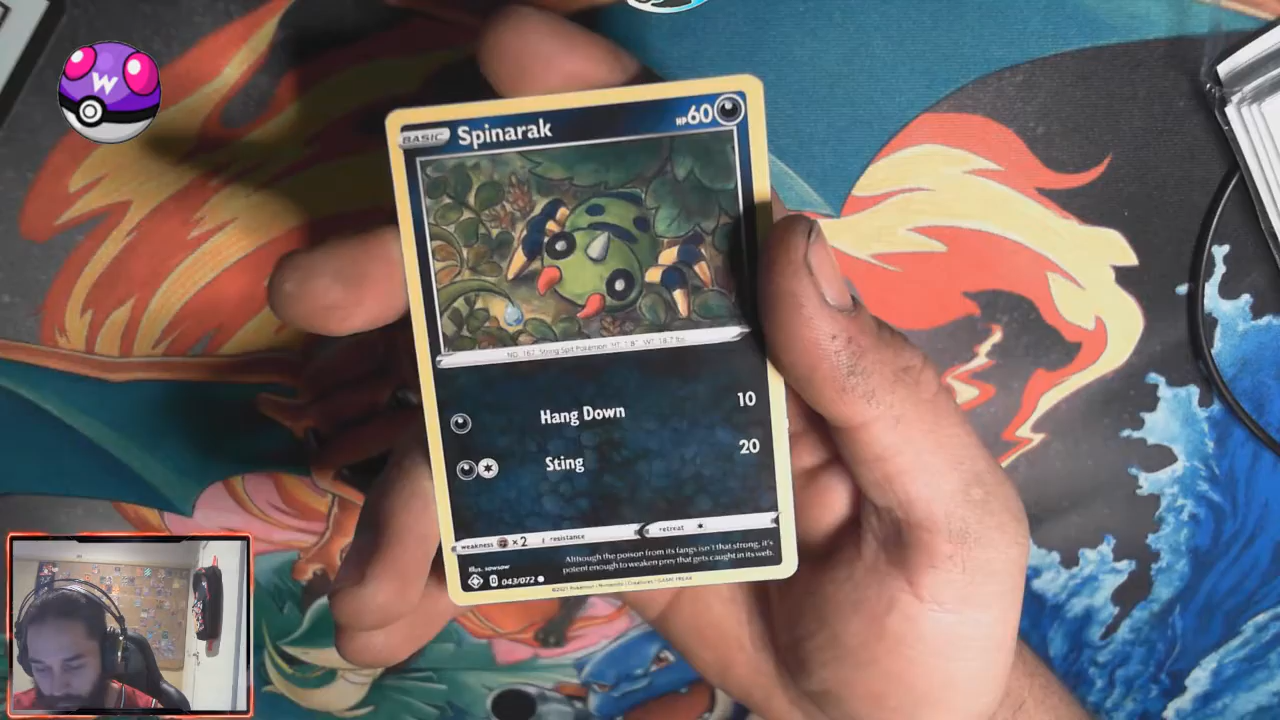 W
BASIC Spinarak HP 60
NO. 167 String Spit Pokémon HT: 1'8" WT: 18.7 lbs.
Hang Down 10
Sting 20
weakness ×2 resistance retreat
Although the poison from its fangs isn't that strong, it's
potent enough to weaken prey that gets caught in its web.
Illus. sowsow
D 043/072
©2021 Pokémon / Nintendo / Creatures / GAME FREAK